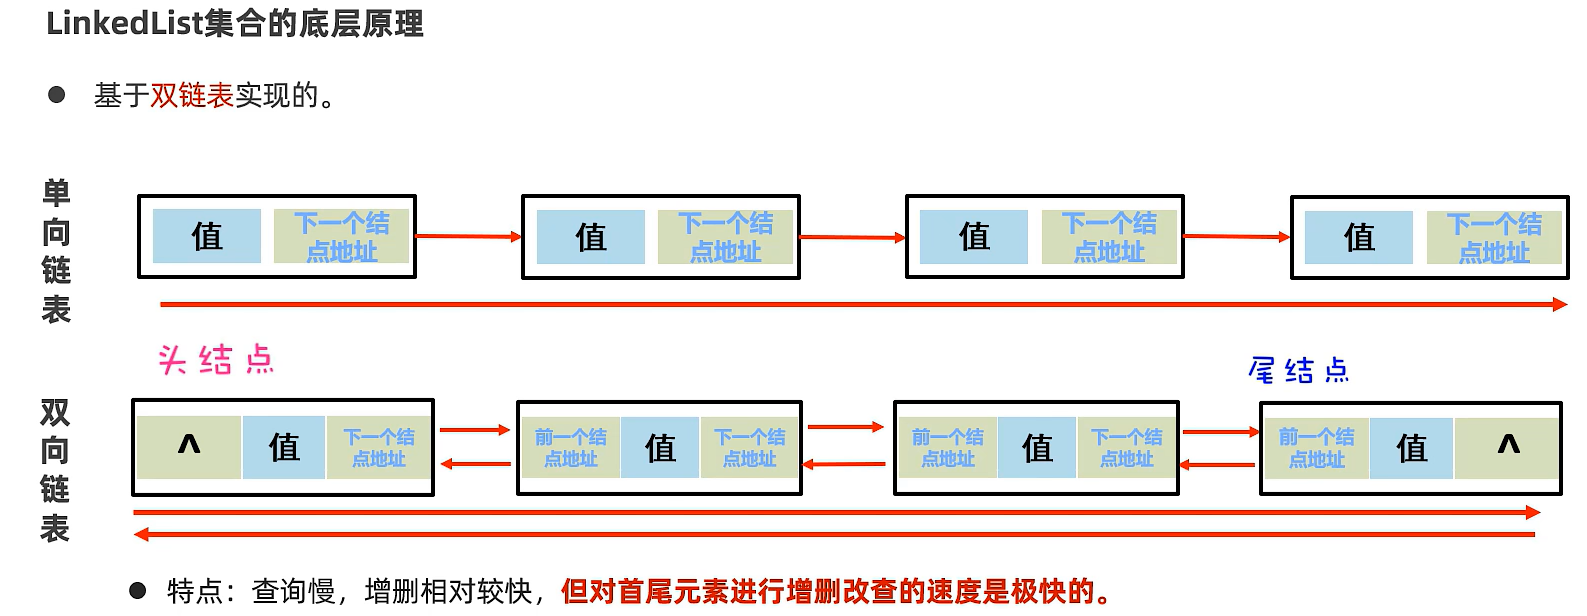 LinkedList集合的底层原理
● 基于双链表实现的。
单向链表
值 下一个结
点地址
值 下一个结
点地址
值 下一个结
点地址
值 下一个结
点地址
头结点
尾结点
双向链表
^ 值 下一个结
点地址
前一个结
点地址 值 下一个结
点地址
前一个结
点地址 值 下一个结
点地址
前一个结
点地址 值 ^
● 特点：查询慢，增删相对较快，但对首尾元素进行增删改查的速度是极快的。